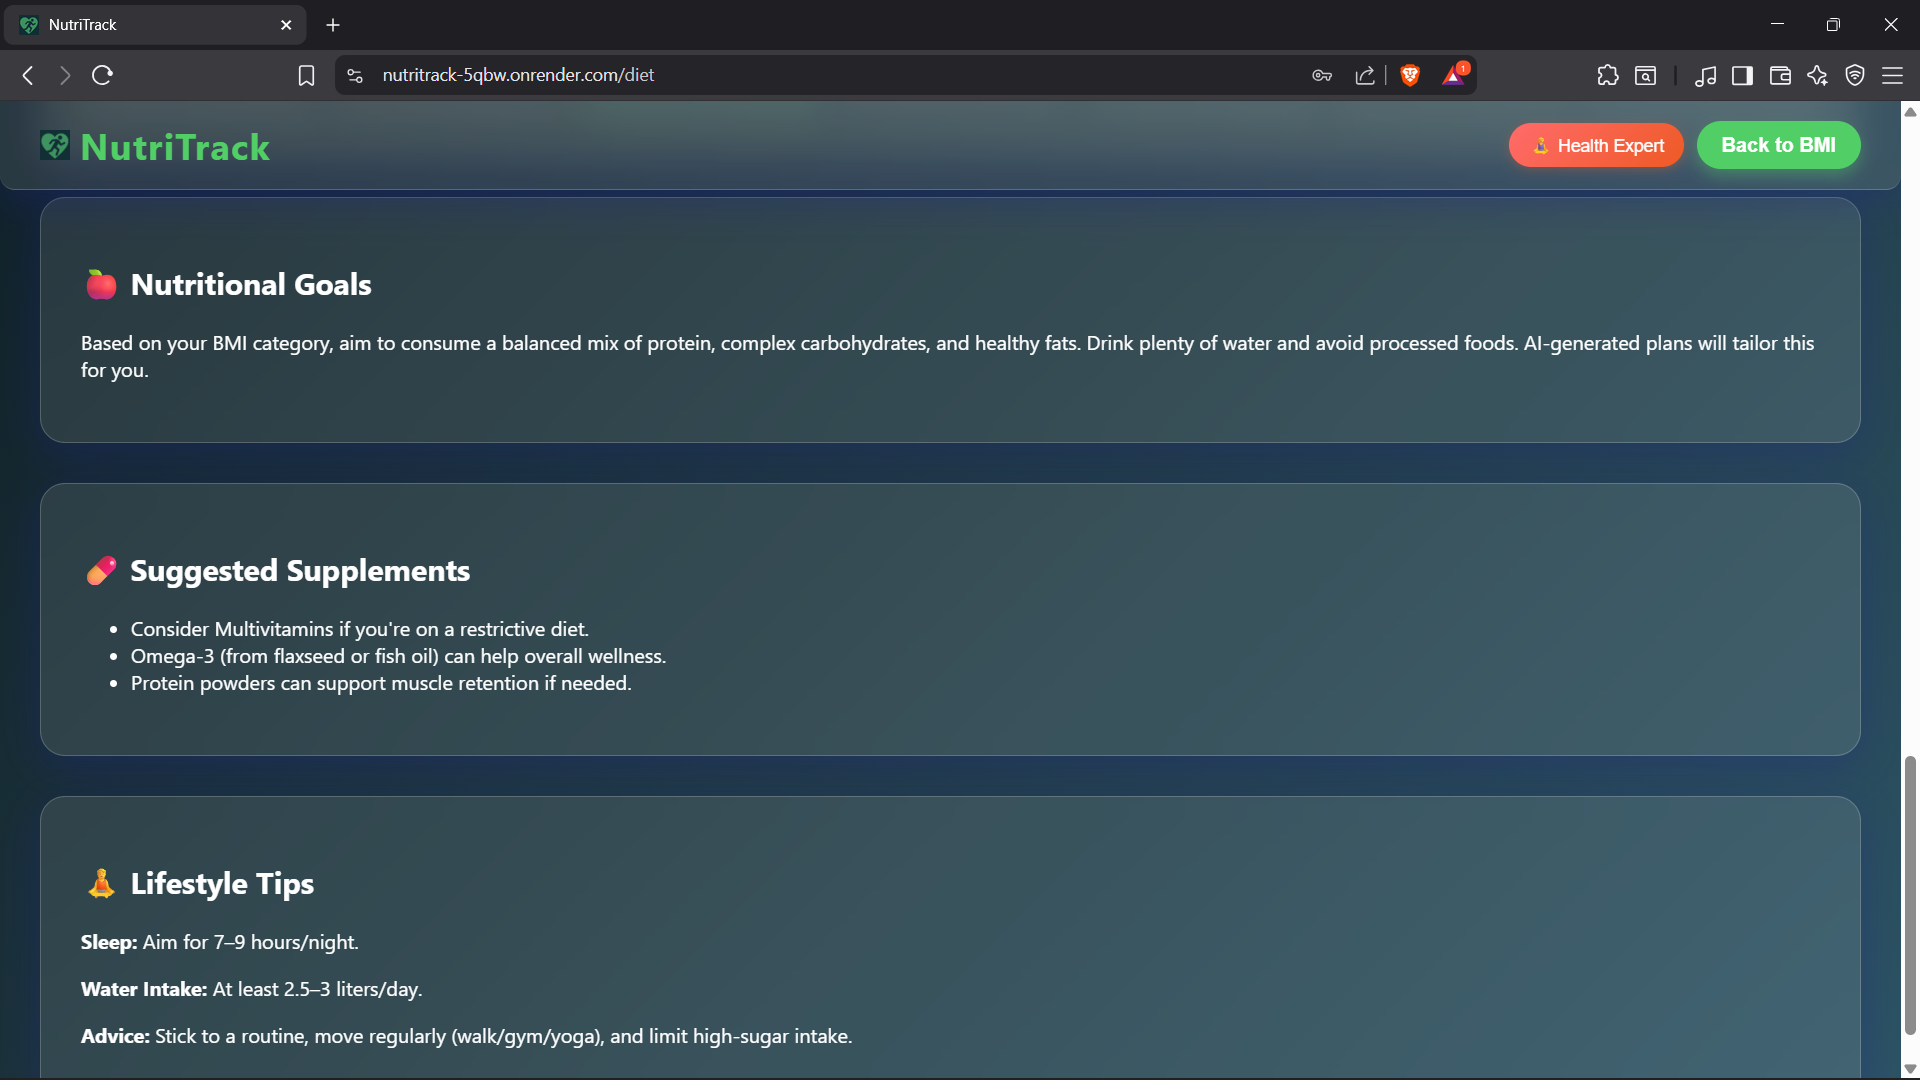 NutriTrack
nutritrack-5qbw.onrender.com/diet
1
NutriTrack
Health Expert
Back to BMI
Nutritional Goals
Based on your BMI category, aim to consume a balanced mix of protein, complex carbohydrates, and healthy fats. Drink plenty of water and avoid processed foods. AI-generated plans will tailor this
for you.
Suggested Supplements
• Consider Multivitamins if you're on a restrictive diet.
• Omega-3 (from flaxseed or fish oil) can help overall wellness.
• Protein powders can support muscle retention if needed.
Lifestyle Tips
Sleep: Aim for 7–9 hours/night.
Water Intake: At least 2.5–3 liters/day.
Advice: Stick to a routine, move regularly (walk/gym/yoga), and limit high-sugar intake.